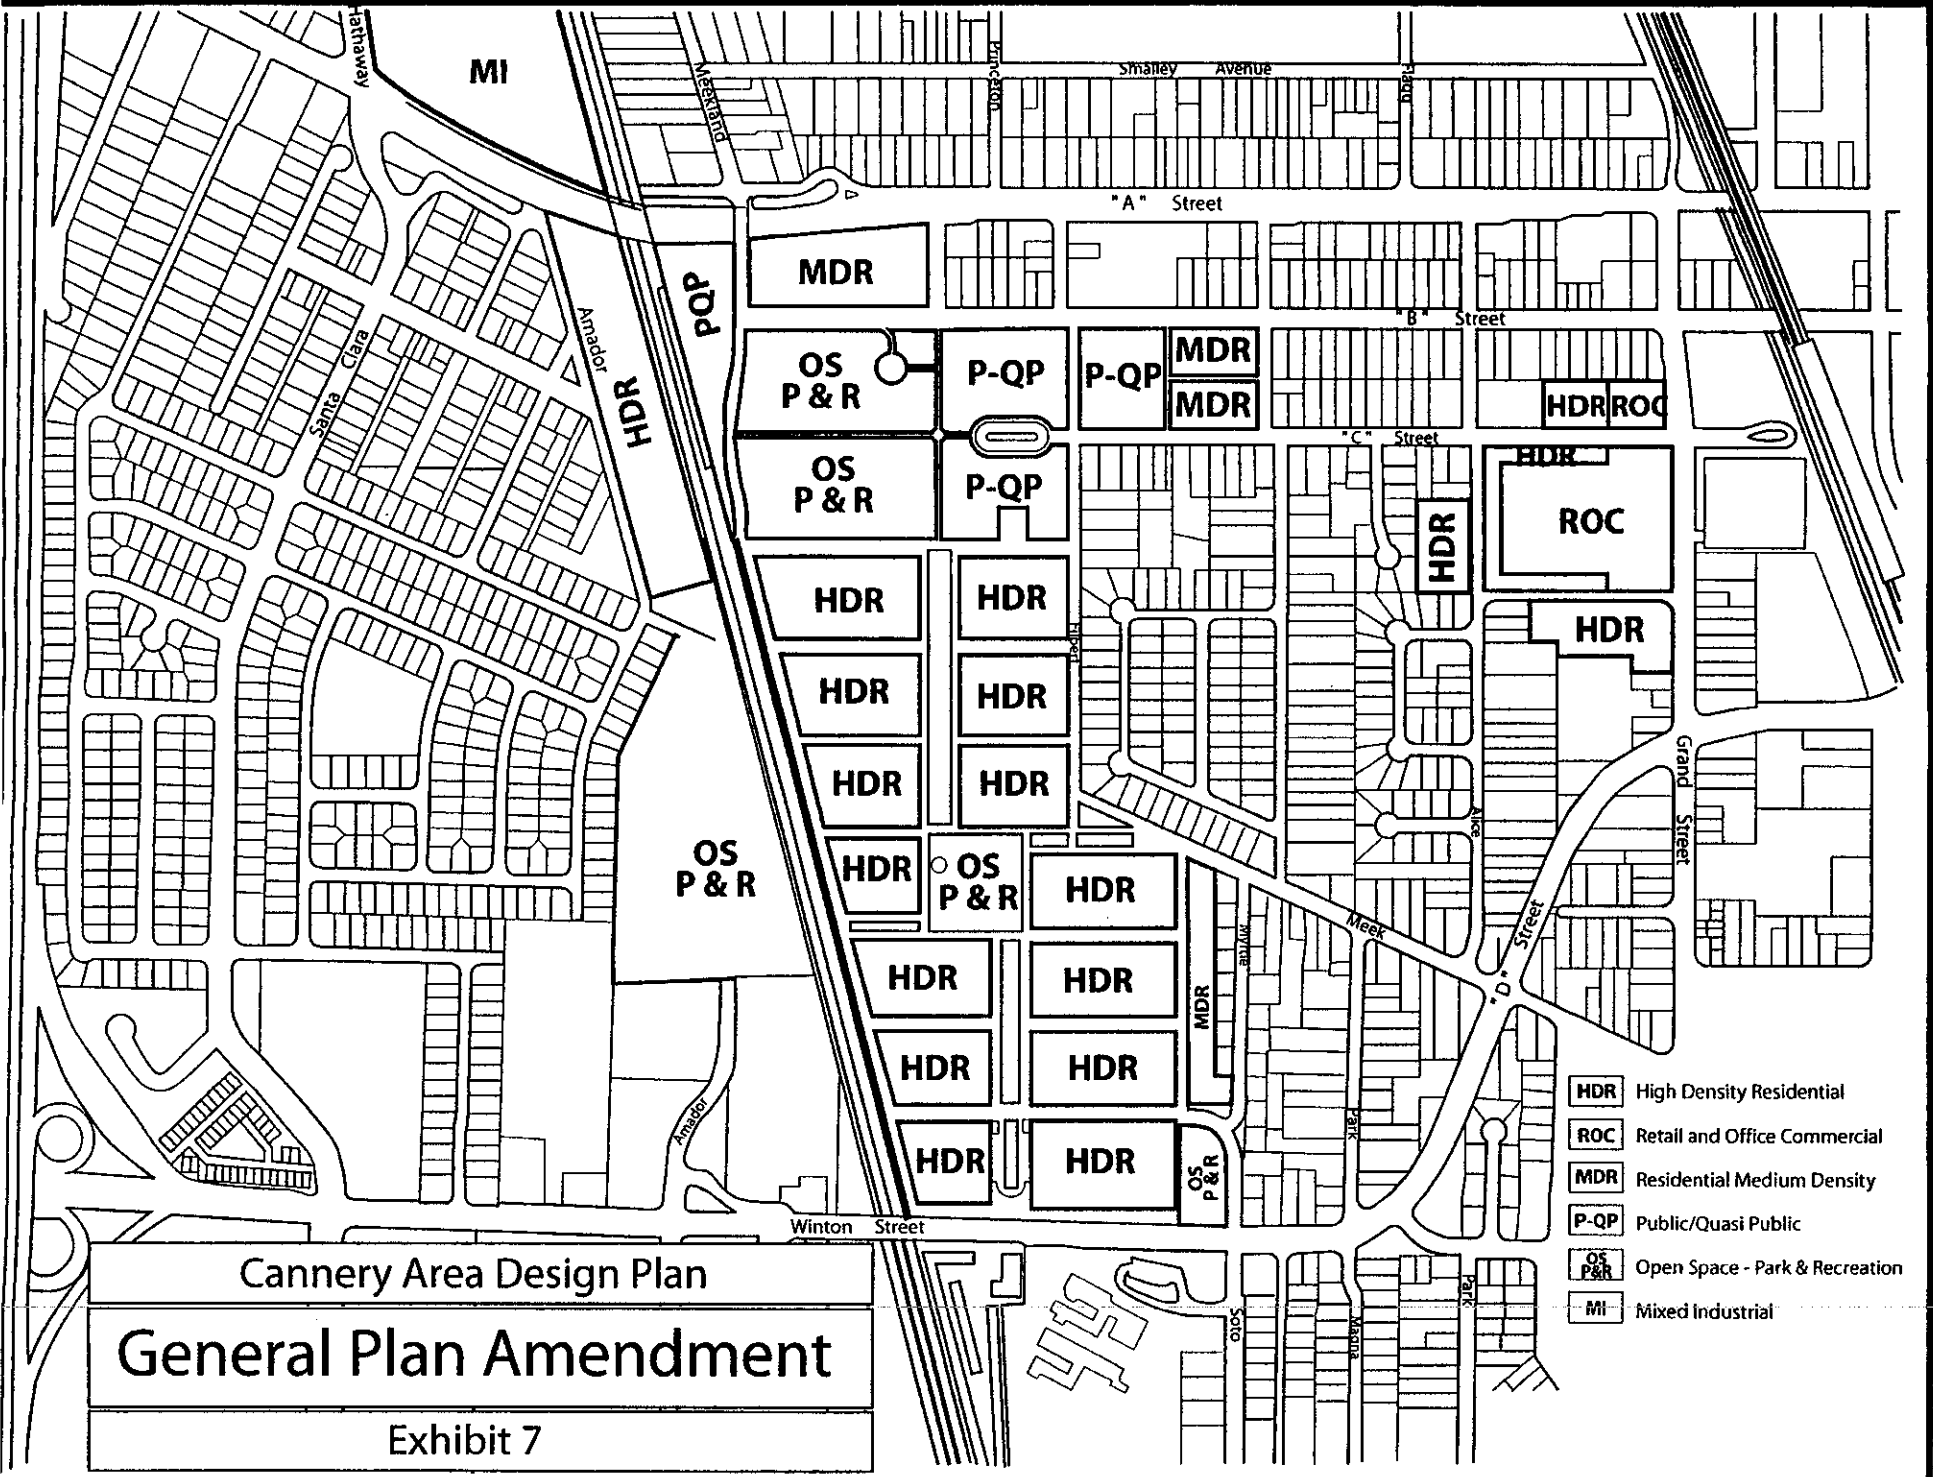 Hathaway
MI
Meekland
Princeton
Smalley Avenue
Flagg
"A" Street
PQP
MDR
Amador
HDR
Santa Clara
"B" Street
OS
P & R
P-QP
P-QP
MDR
MDR
HDR
ROC
"C" Street
OS
P & R
P-QP
HDR
ROC
HDR
HDR
HDR
HDR
Filbert
HDR
HDR
HDR
HDR
Grand Street
Alice
OS
P & R
HDR
OS
P & R
HDR
Meek
Myrtle
"D" Street
HDR
HDR
MDR
HDR
HDR
Amador
Park
HDR
HDR
OS
P & R
Winton Street
HDR High Density Residential
ROC Retail and Office Commercial
MDR Residential Medium Density
P-QP Public/Quasi Public
OS
P&R Open Space - Park & Recreation
MI Mixed Industrial
Soto
Magna
Park
Cannery Area Design Plan
General Plan Amendment
Exhibit 7